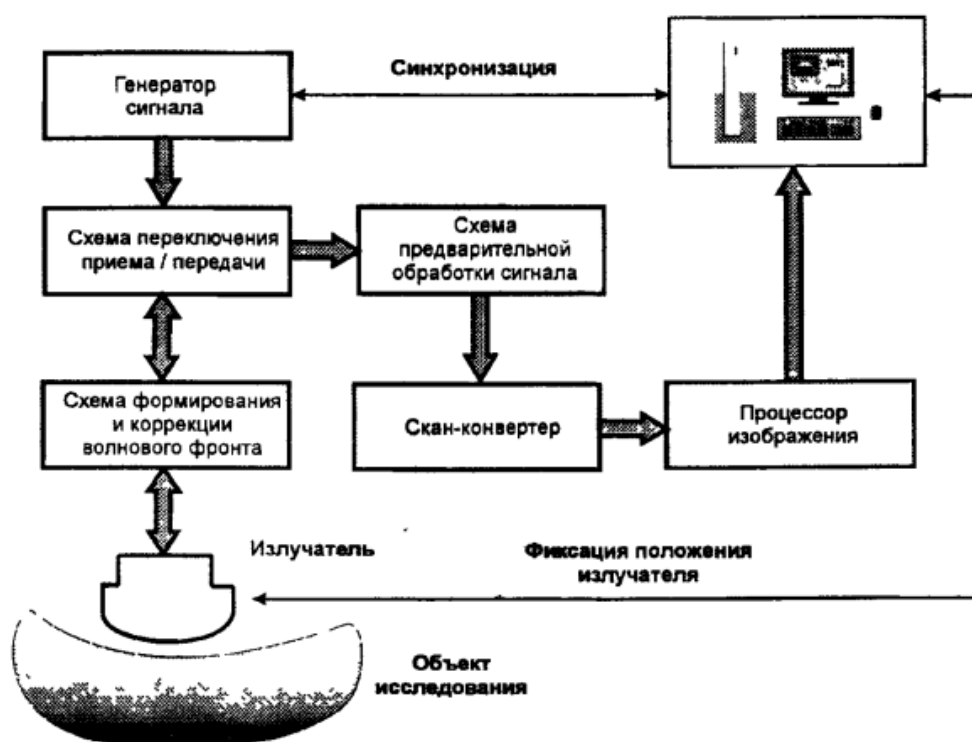 Генератор
сигнала
Синхронизация
Схема переключения
приема / передачи
Схема
предварительной
обработки сигнала
Схема формирования
и коррекции
волнового фронта
Скан-конвертер
Процессор
изображения
Излучатель
Фиксация положения
излучателя
Объект
исследования